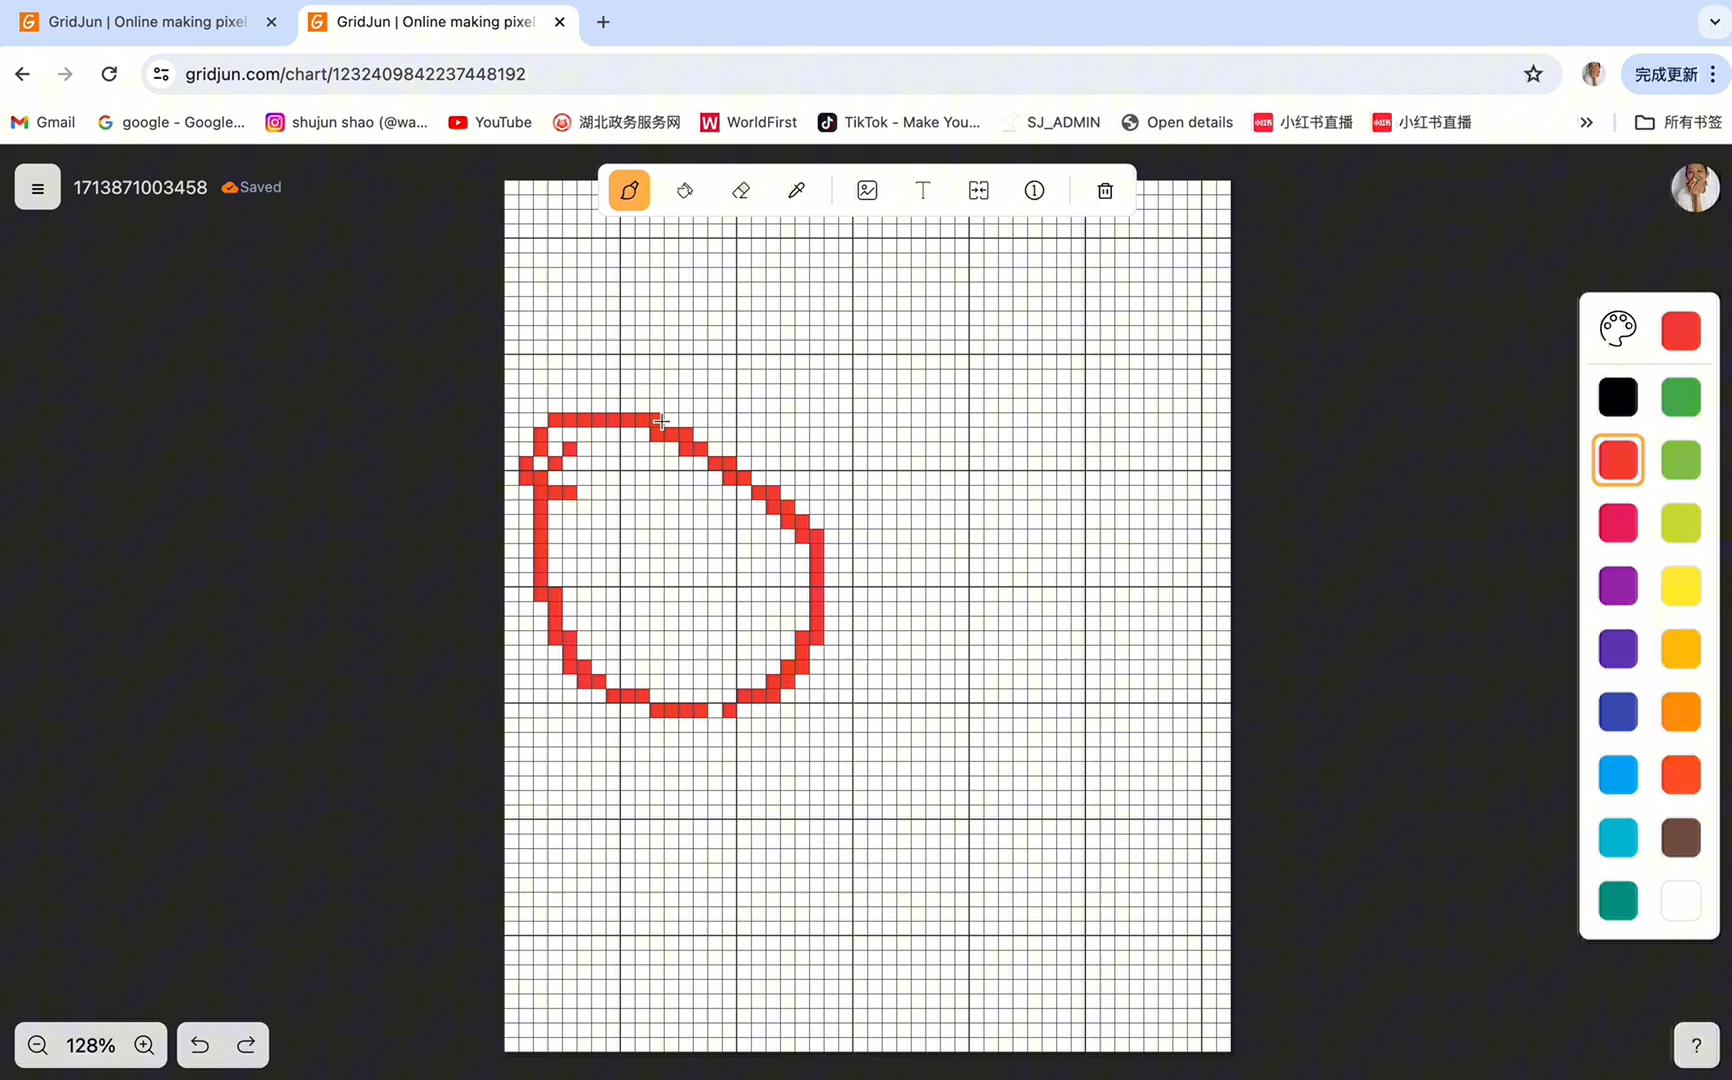 GridJun | Online making pixel
GridJun | Online making pixel
gridjun.com/chart/1232409842237448192
完成更新
Gmail
google - Google...
shujun shao (@wa...
YouTube
湖北政务服务网
WorldFirst
TikTok - Make You...
SJ_ADMIN
Open details
小红书直播
小红书直播
所有书签
1713871003458
Saved
T
1
128%
?